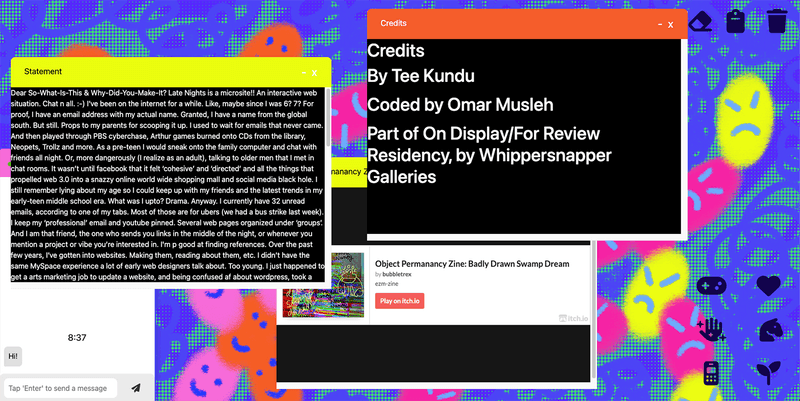 Credits
- x
Credits
By Tee Kundu
Coded by Omar Musleh
Part of On Display/For Review
Residency, by Whippersnapper
Galleries
Statement
- x
Dear So-What-Is-This & Why-Did-You-Make-It? Late Nights is a microsite!! An interactive web
situation. Chat n all. :-) I've been on the internet for a while. Like, maybe since I was 6? 7? For
proof, I have an email address with my actual name. Granted, I have a name from the global
south. But still. Props to my parents for scooping it up. I used to wait for emails that never came.
And then played through PBS cyberchase, Arthur games burned onto CDs from the library,
Neopets, Trollz and more. As a pre-teen I would sneak onto the family computer and chat with
friends all night. Or, more dangerously (I realize as an adult), talking to older men that I met in
chat rooms. It wasn't until facebook that it felt 'cohesive' and 'directed' and all the things that
propelled web 3.0 into a snazzy online world wide shopping mall and social media black hole. I
still remember lying about my age so I could keep up with my friends and the latest trends in my
early-teen middle school era. What was I upto? Drama. Anyway. I currently have 32 unread
emails, according to one of my tabs. Most of those are for ubers (we had a bus strike last week).
I keep my 'professional' email and youtube pinned. Several web pages organized under 'groups'.
And I am that friend, the one who sends you links in the middle of the night, or whenever you
mention a project or vibe you're interested in. I'm p good at finding references. Over the past
few years, I've gotten into websites. Making them, reading about them, etc. I didn't have the
same MySpace experience a lot of early web designers talk about. Too young. I just happened to
get a arts marketing job to update a website, and being confused af about wordpress, took a
manancy Z
Object Permanancy Zine: Badly Drawn Swamp Dream
by bubbletrex
ezm-zine
Play on itch.io
itch.io
8:37
Hi!
Tap 'Enter' to send a message